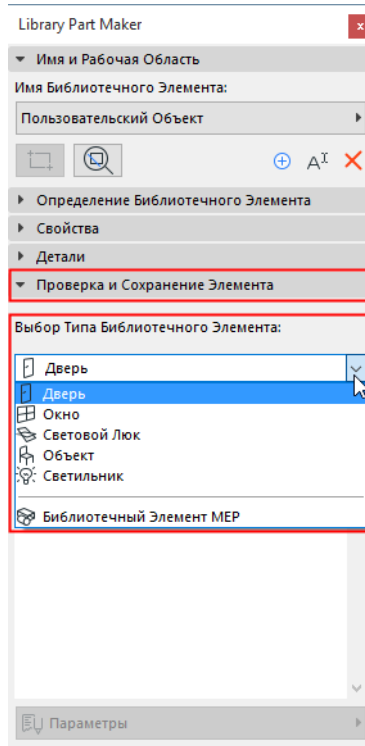 Library Part Maker
Имя и Рабочая Область
Имя Библиотечного Элемента:
Пользовательский Объект
Определение Библиотечного Элемента
Свойства
Детали
Проверка и Сохранение Элемента
Выбор Типа Библиотечного Элемента:
Дверь
Дверь
Окно
Световой Люк
Объект
Светильник
Библиотечный Элемент MEP
Параметры